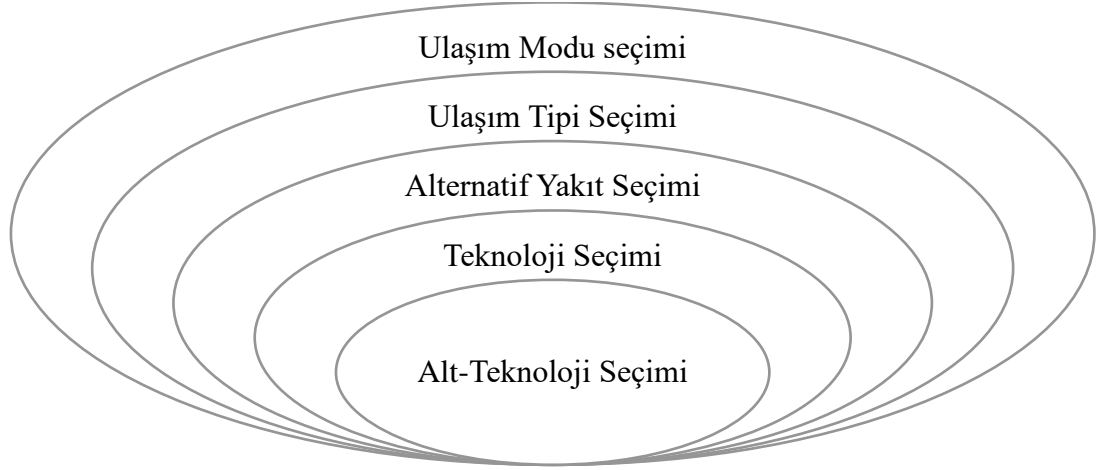 Ulaşım Modu seçimi
Ulaşım Tipi Seçimi
Alternatif Yakıt Seçimi
Teknoloji Seçimi
Alt-Teknoloji Seçimi